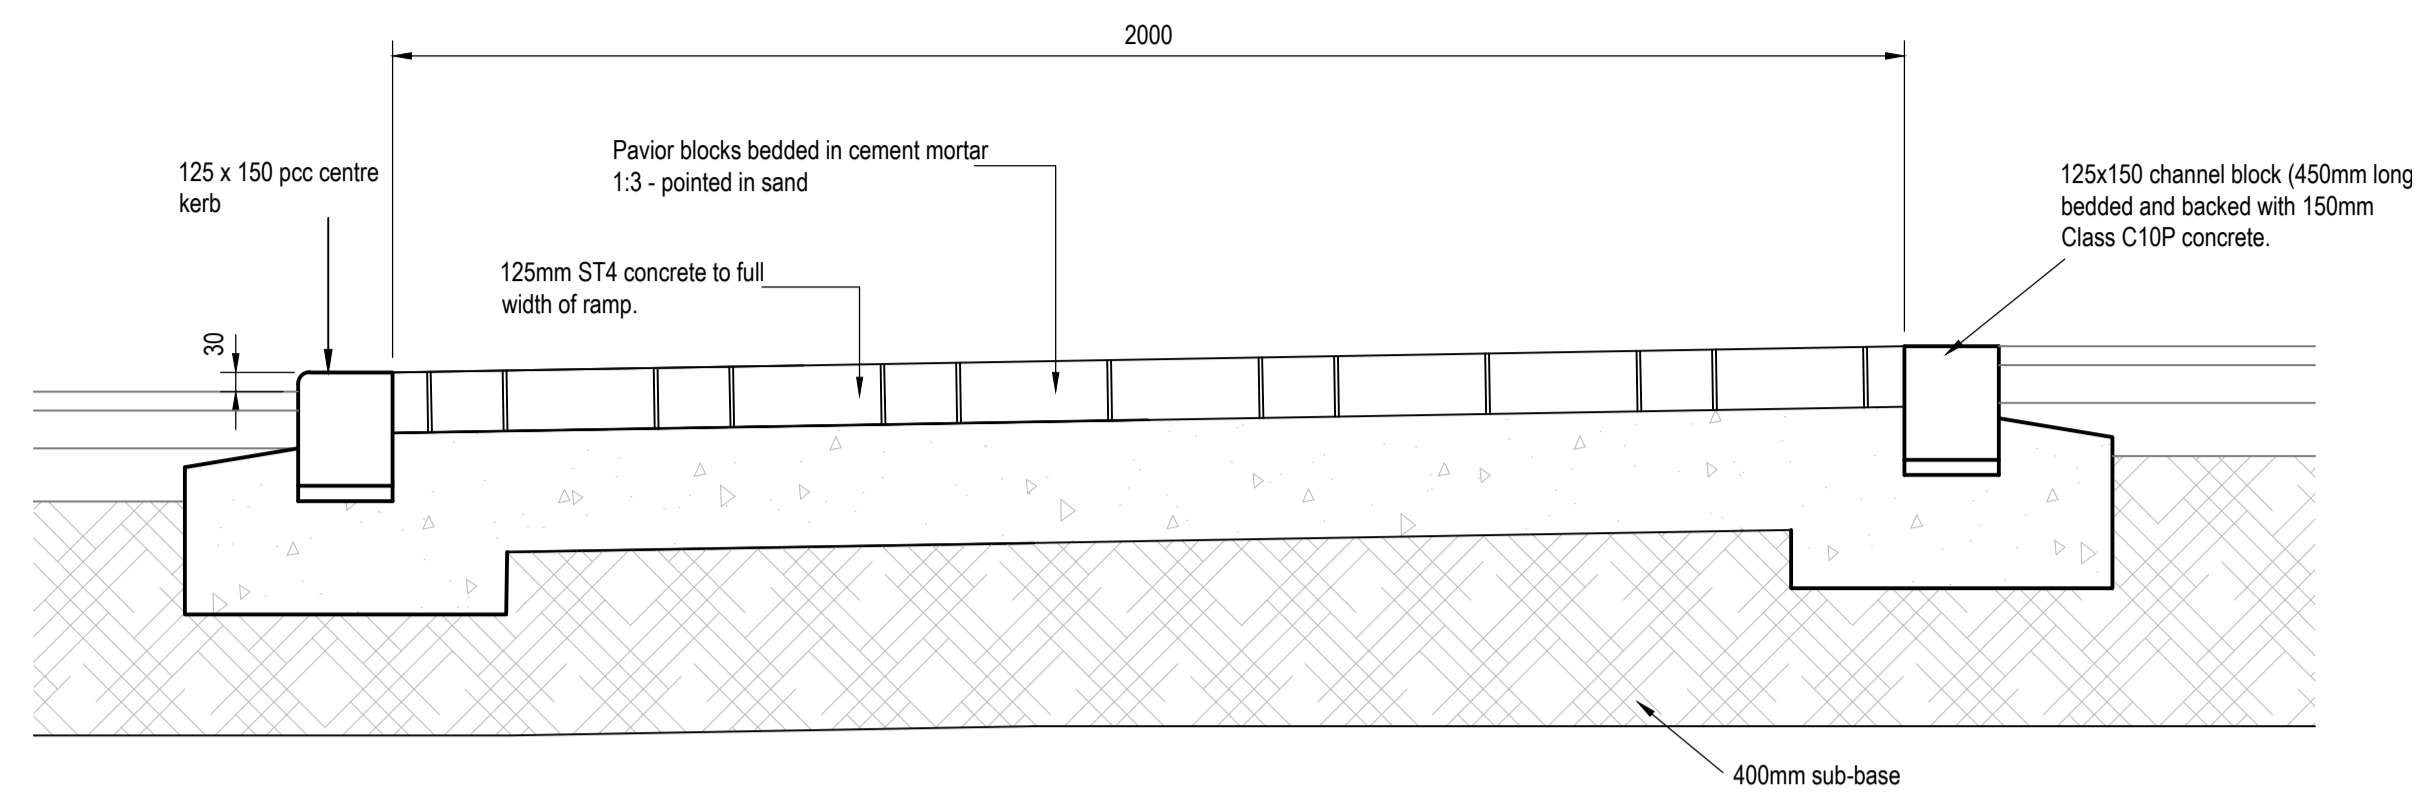 2000
125 x 150 pcc centre
kerb
Pavior blocks bedded in cement mortar
1:3 - pointed in sand
125x150 channel block (450mm long
bedded and backed with 150mm
Class C10P concrete.
125mm ST4 concrete to full
width of ramp.
30
400mm sub-base